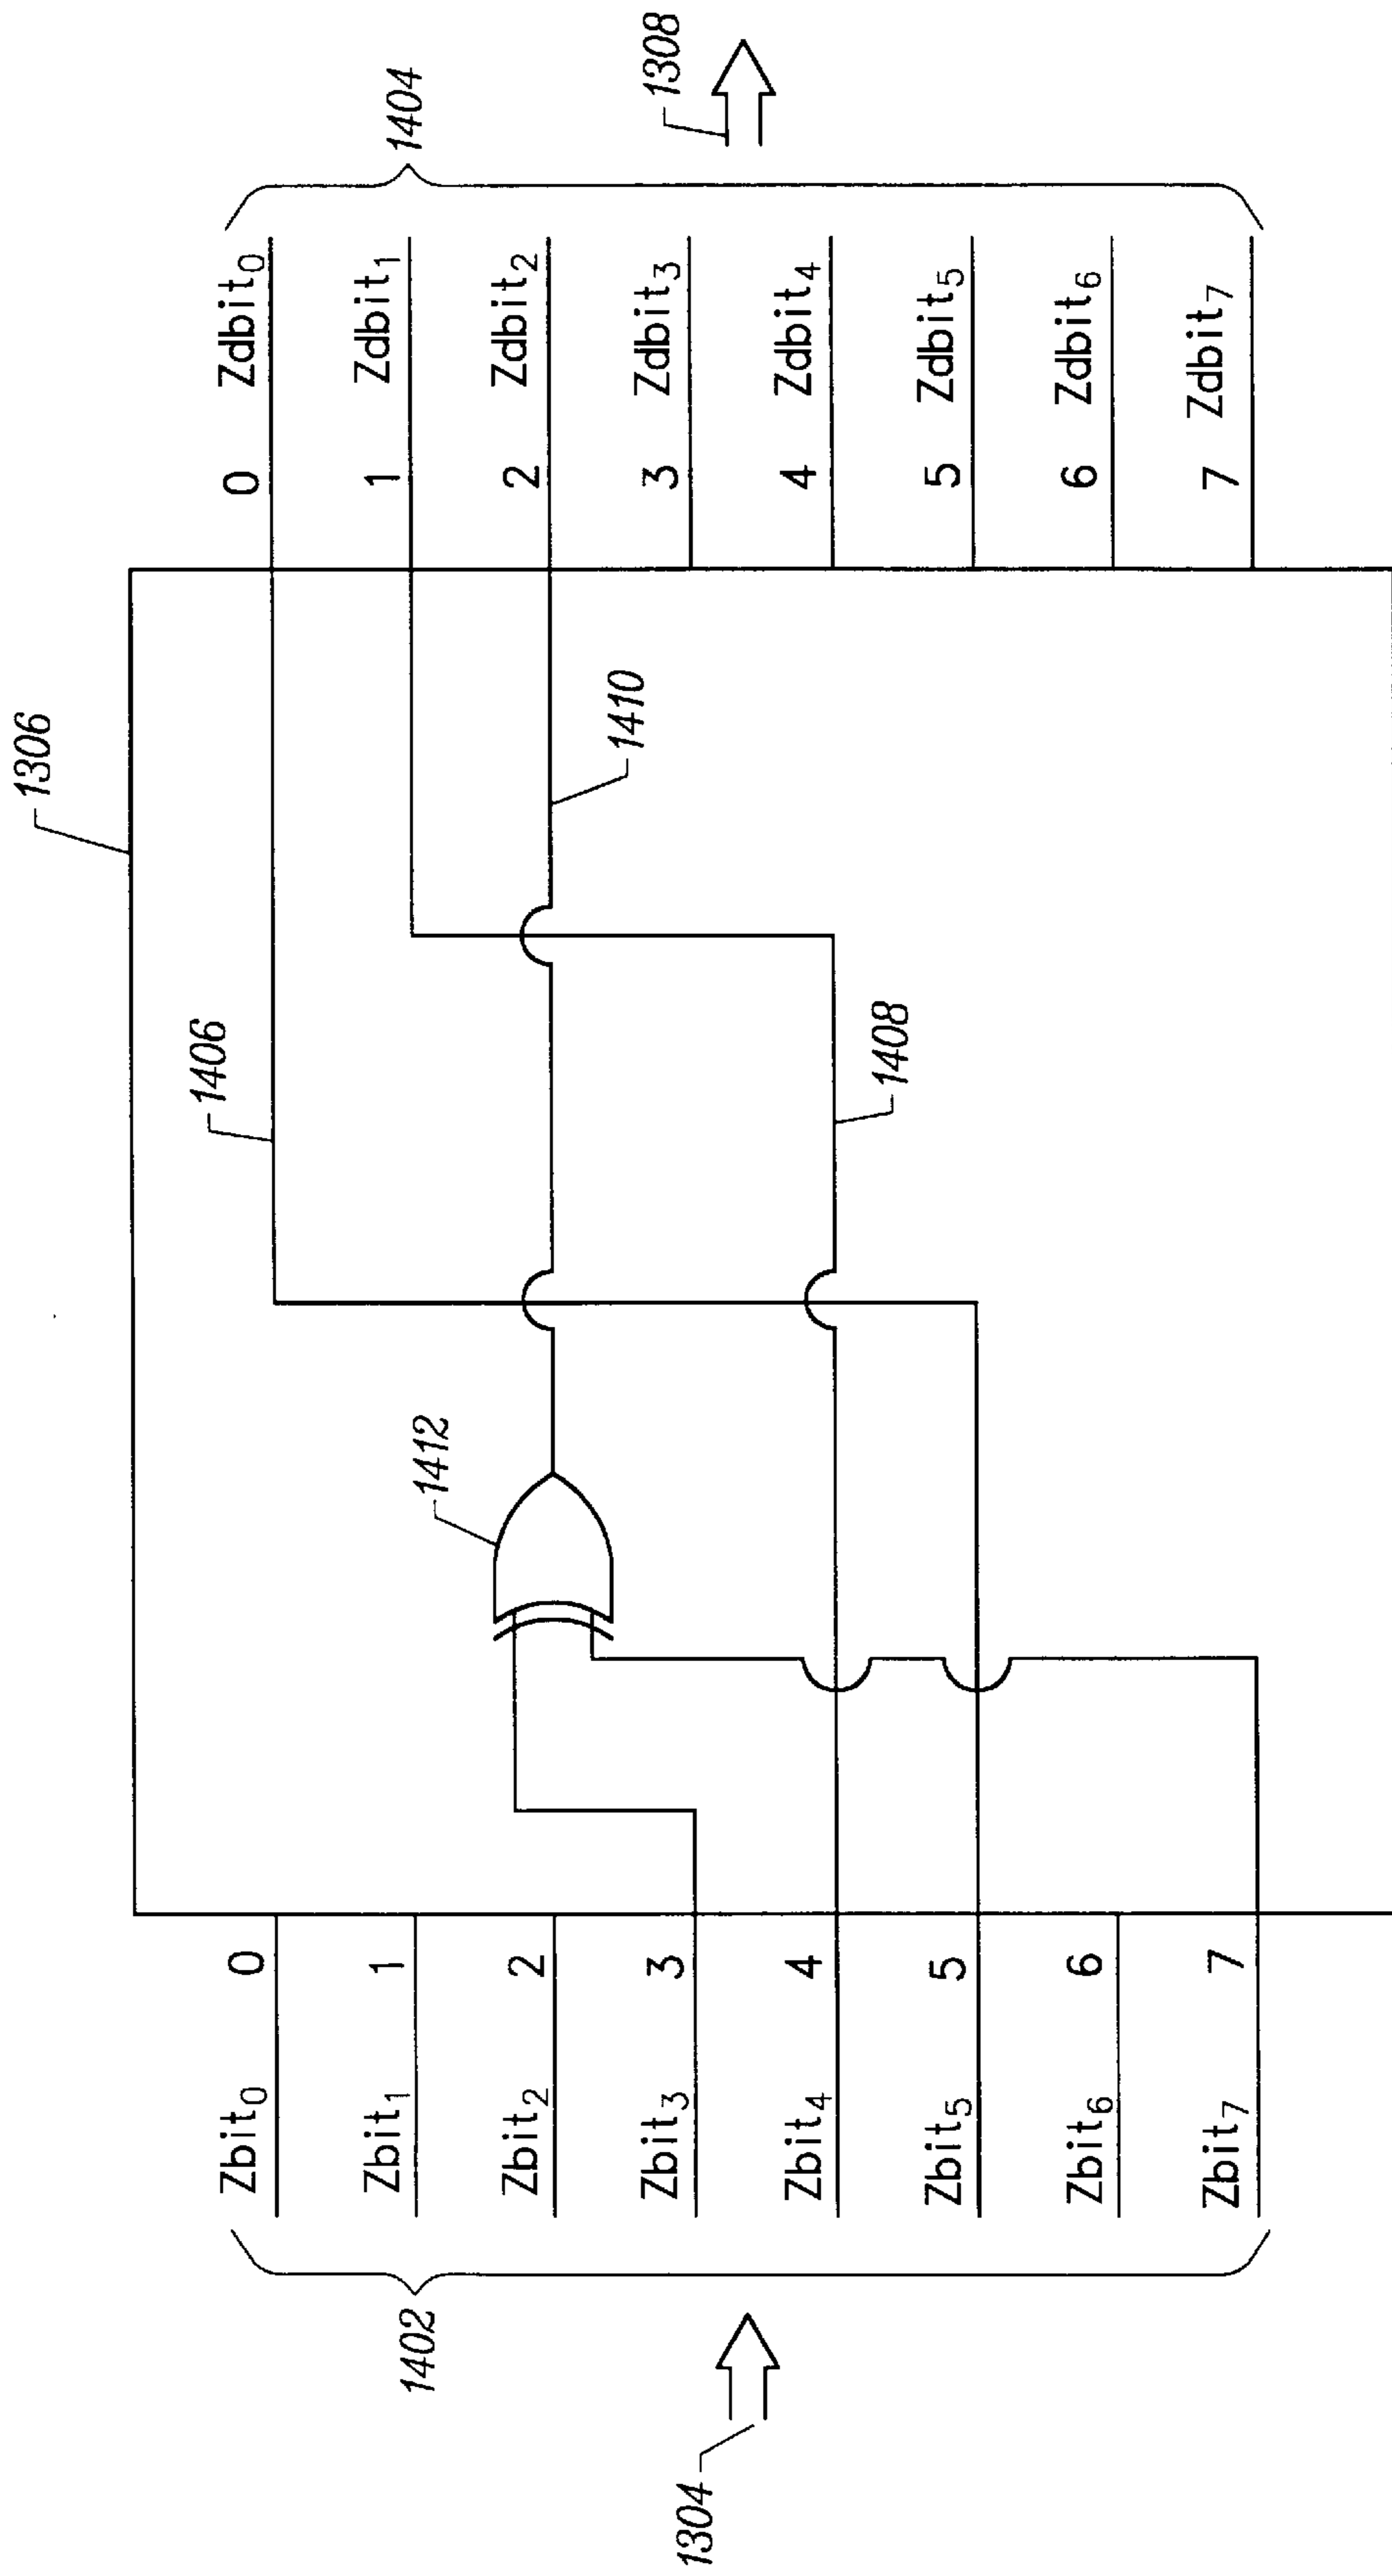 1306
1304
1402
Zbit0 0
Zbit1 1
Zbit2 2
Zbit3 3
Zbit4 4
Zbit5 5
Zbit6 6
Zbit7 7
1412
1406
1408
1410
0 Zdbit0
1 Zdbit1
2 Zdbit2
3 Zdbit3
4 Zdbit4
5 Zdbit5
6 Zdbit6
7 Zdbit7
1404
1308